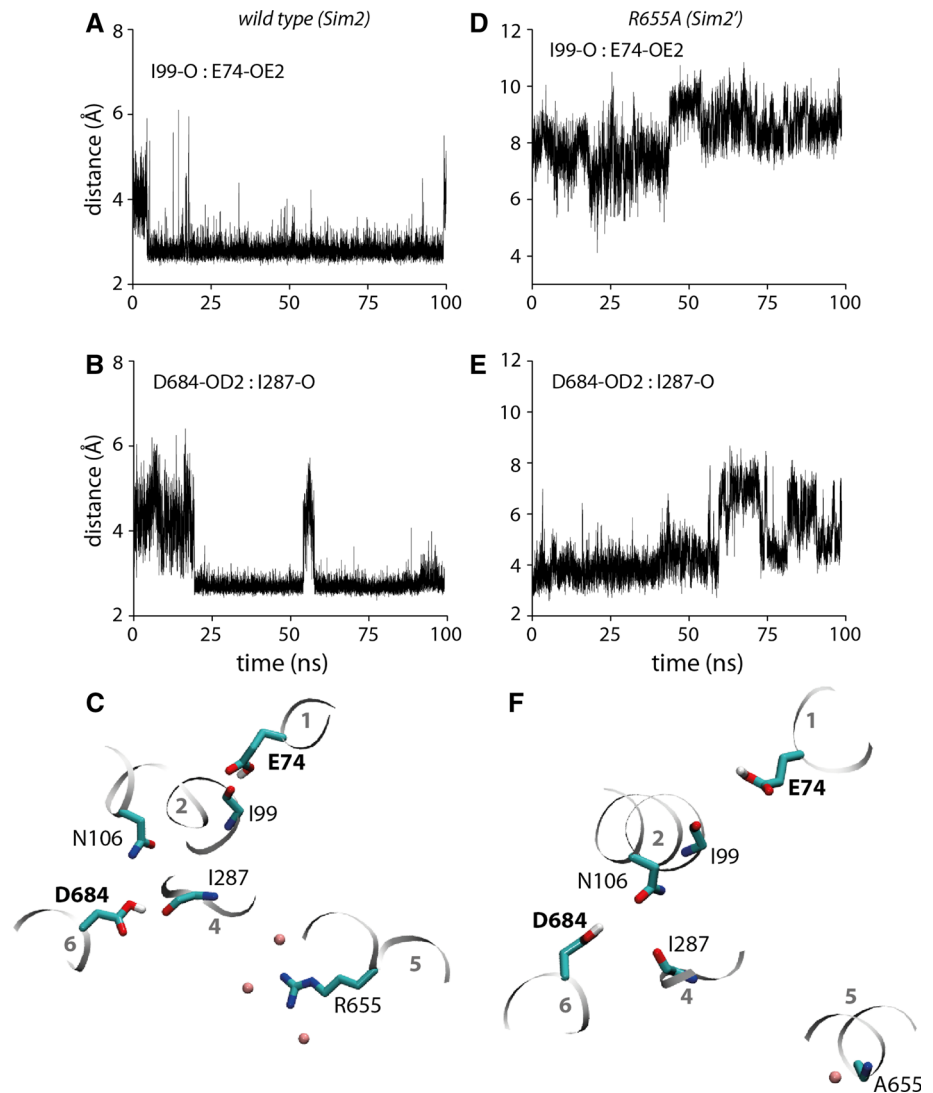 A
wild type (Sim2)
I99-O : E74-OE2
distance (Å)
8
6
4
2
0
25
50
75
100
D
R655A (Sim2')
I99-O : E74-OE2
12
10
8
6
4
0
25
50
75
100
B
D684-OD2 : I287-O
distance (Å)
8
6
4
2
0
25
50
75
100
time (ns)
E
D684-OD2 : I287-O
12
10
8
6
4
2
0
25
50
75
100
time (ns)
C
1
E74
2
I99
N106
I287
D684
4
6
5
R655
F
1
E74
2
I99
N106
D684
I287
6
4
5
A655